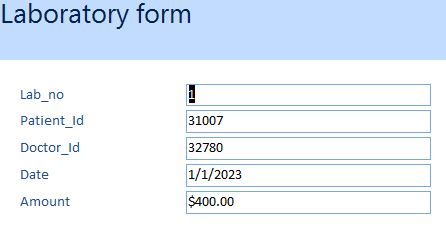 Laboratory form
Lab_no 1
Patient_Id 31007
Doctor_Id 32780
Date 1/1/2023
Amount $400.00